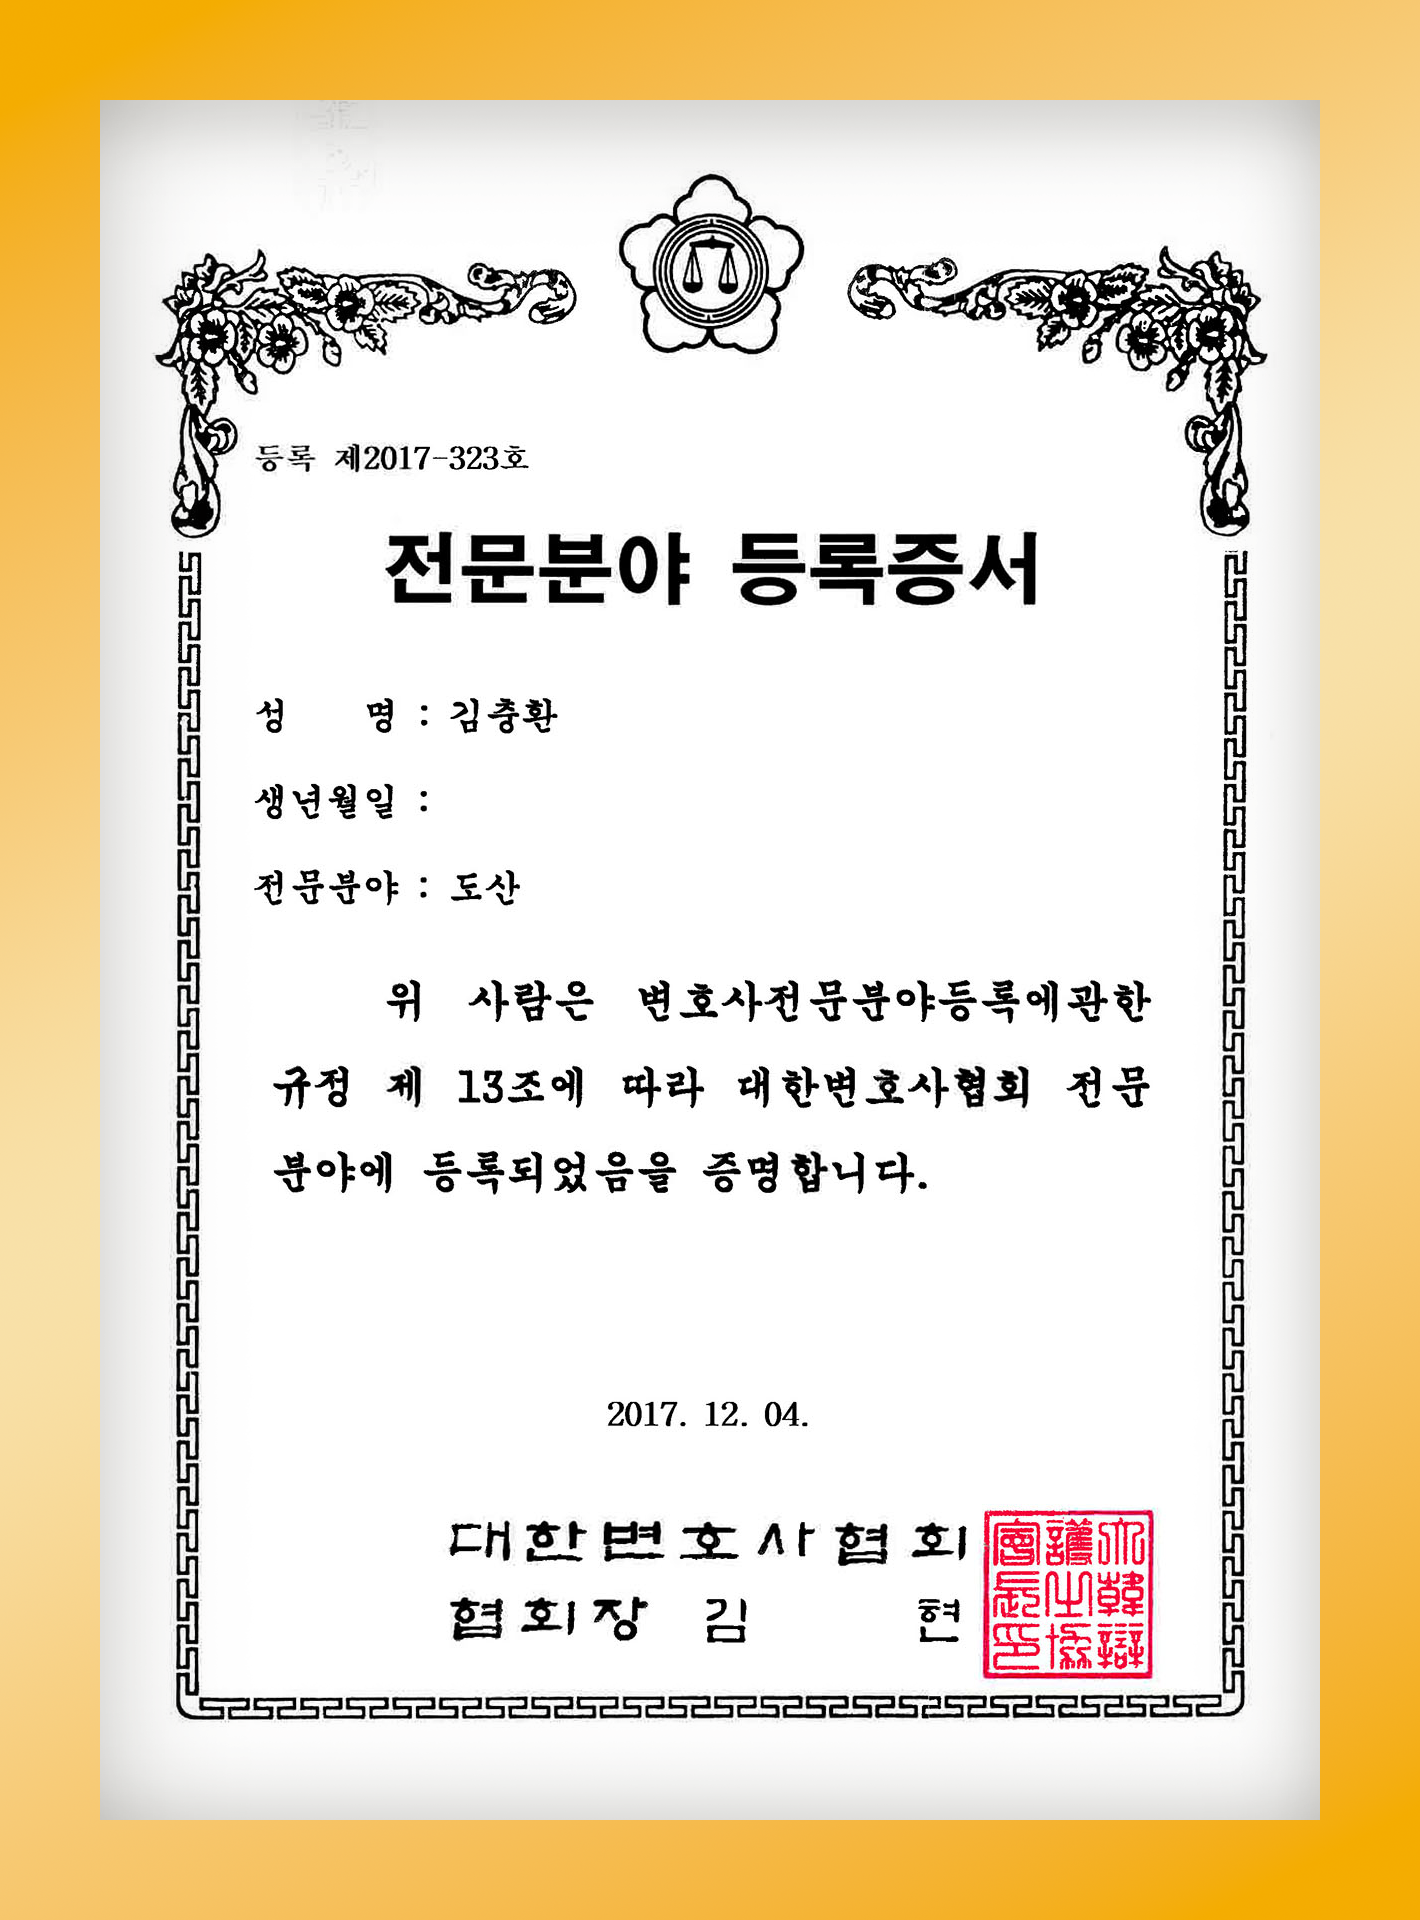 등록 제2017-323호
전문분야 등록증서
성 명 : 김충환
생년월일 :
전문분야 : 도산
위 사람은 변호사전문분야등록에관한
규정 제 13조에 따라 대한변호사협회 전문
분야에 등록되었음을 증명합니다.
2017. 12. 04.
대한변호사협회
협회장 김 현
大韓辯護士協會長印